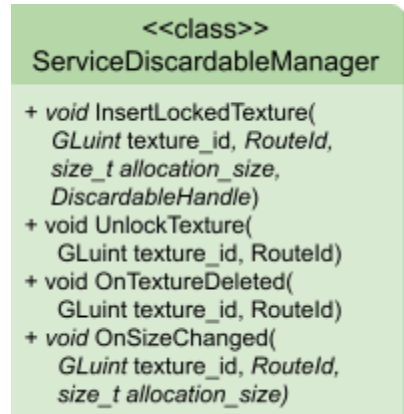 <<class>>
ServiceDiscardableManager
+ void InsertLockedTexture(
GLuint texture_id, RouteId,
size_t allocation_size,
DiscardableHandle)
+ void UnlockTexture(
GLuint texture_id, RouteId)
+ void OnTextureDeleted(
GLuint texture_id, RouteId)
+ void OnSizeChanged(
GLuint texture_id, RouteId,
size_t allocation_size)